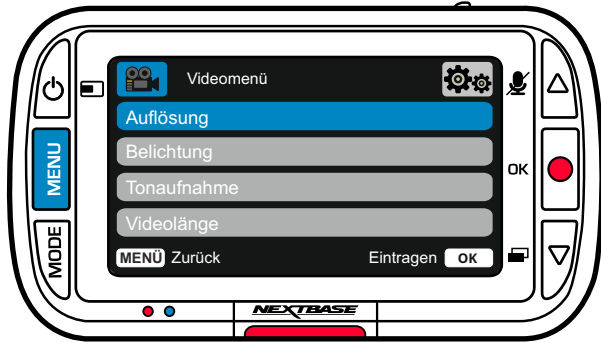 Videomenü
Auflösung
MENU
Belichtung
OK
Tonaufnahme
Videolänge
MODE
MENÜ Zurück Eintragen OK
NEXTBASE